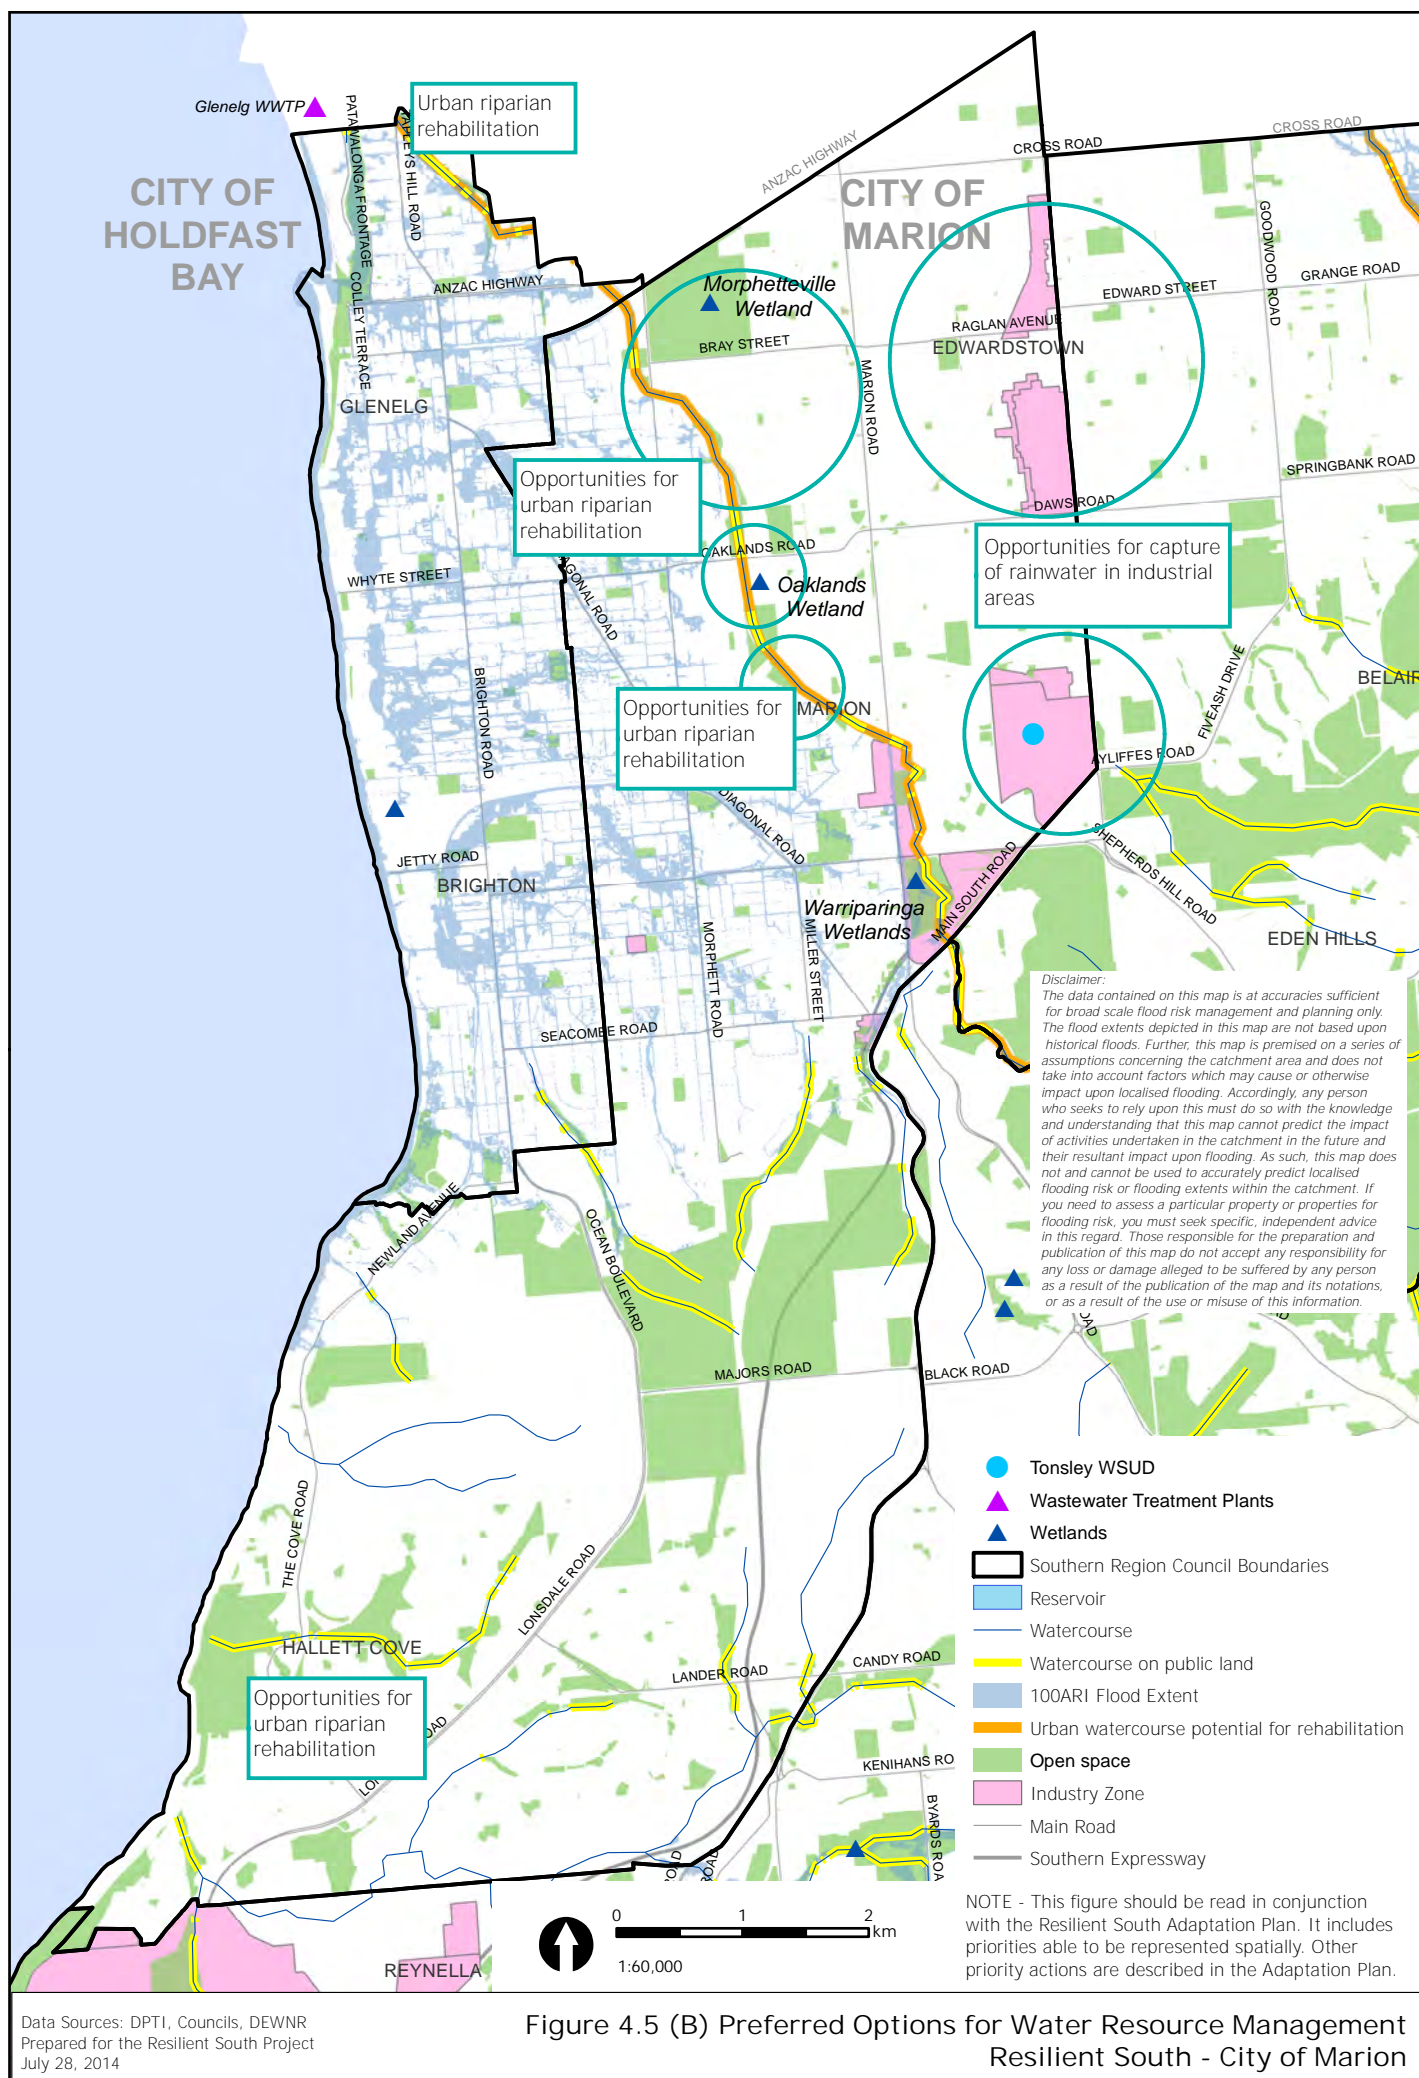 Glenelg WWTP
Urban riparian
rehabilitation
PATAWALONGA FRONTAGE
TAPLEYS HILL ROAD
ANZAC HIGHWAY
CROSS ROAD
CROSS ROAD
CITY OF
HOLDFAST
BAY
CITY OF
MARION
GOODWOOD ROAD
GRANGE ROAD
EDWARD STREET
ANZAC HIGHWAY
COLLEY TERRACE
Morphetteville
Wetland
RAGLAN AVENUE
BRAY STREET
EDWARDSTOWN
MARION ROAD
GLENELG
SPRINGBANK ROAD
Opportunities for
urban riparian
rehabilitation
DAWS ROAD
OAKLANDS ROAD
Opportunities for capture
of rainwater in industrial
areas
WHYTE STREET
AGONAL ROAD
Oaklands
Wetland
BRIGHTON ROAD
FIVEASH DRIVE
BELAIR
Opportunities for
urban riparian
rehabilitation
MARION
AYLIFFES ROAD
DIAGONAL ROAD
SHEPHERDS HILL ROAD
JETTY ROAD
BRIGHTON
MAIN SOUTH ROAD
Warriparinga
Wetlands
EDEN HILLS
MORPHETT ROAD
MILLER STREET
SEACOMBE ROAD
Disclaimer:
The data contained on this map is at accuracies sufficient
for broad scale flood risk management and planning only.
The flood extents depicted in this map are not based upon
historical floods. Further, this map is premised on a series of
assumptions concerning the catchment area and does not
take into account factors which may cause or otherwise
impact upon localised flooding. Accordingly, any person
who seeks to rely upon this must do so with the knowledge
and understanding that this map cannot predict the impact
of activities undertaken in the catchment in the future and
their resultant impact upon flooding. As such, this map does
not and cannot be used to accurately predict localised
flooding risk or flooding extents within the catchment. If
you need to assess a particular property or properties for
flooding risk, you must seek specific, independent advice
in this regard. Those responsible for the preparation and
publication of this map do not accept any responsibility for
any loss or damage alleged to be suffered by any person
as a result of the publication of the map and its notations,
or as a result of the use or misuse of this information.
NEWLAND AVENUE
OCEAN BOULEVARD
OAD
MAJORS ROAD
BLACK ROAD
THE COVE ROAD
LONSDALE ROAD
HALLETT COVE
LANDER ROAD
CANDY ROAD
Opportunities for
urban riparian
rehabilitation
LO
OAD
KENIHANS RO
BYARDS ROA
ROAD
ROAD
REYNELLA
Tonsley WSUD
Wastewater Treatment Plants
Wetlands
Southern Region Council Boundaries
Reservoir
Watercourse
Watercourse on public land
100ARI Flood Extent
Urban watercourse potential for rehabilitation
Open space
Industry Zone
Main Road
Southern Expressway
NOTE - This figure should be read in conjunction
with the Resilient South Adaptation Plan. It includes
priorities able to be represented spatially. Other
priority actions are described in the Adaptation Plan.
0 1 2
km
1:60,000
Data Sources: DPTI, Councils, DEWNR
Prepared for the Resilient South Project
July 28, 2014
Figure 4.5 (B) Preferred Options for Water Resource Management
Resilient South - City of Marion